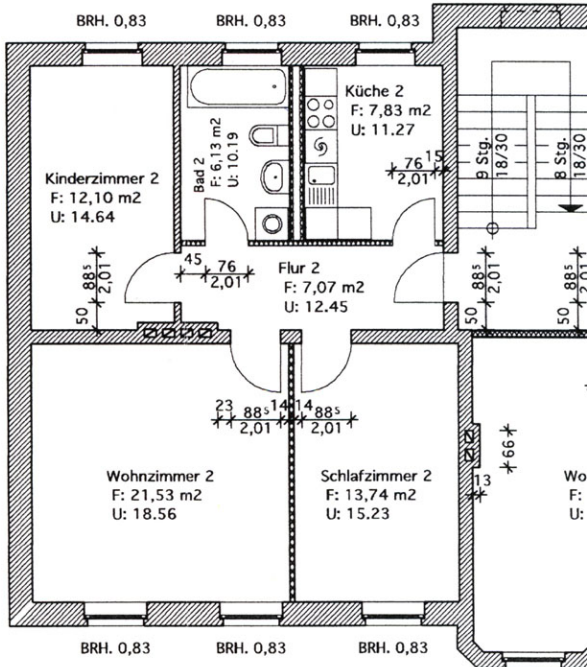 BRH. 0,83
BRH. 0,83
BRH. 0,83
Küche 2
F: 7,83 m2
U: 11.27
Bad 2
F: 6,13 m2
U: 10.19
Kinderzimmer 2
F: 12,10 m2
U: 14.64
76
2,01
15
9 Stg.
18/30
8 Stg.
18/30
45
76
2,01
Flur 2
F: 7,07 m2
U: 12.45
88⁵
2,01
50
88⁵
2,01
50
88⁵
2,01
50
23
88⁵
2,01
14
14
88⁵
2,01
66
13
Wohnzimmer 2
F: 21,53 m2
U: 18.56
Schlafzimmer 2
F: 13,74 m2
U: 15.23
Wo
F:
U:
BRH. 0,83
BRH. 0,83
BRH. 0,83